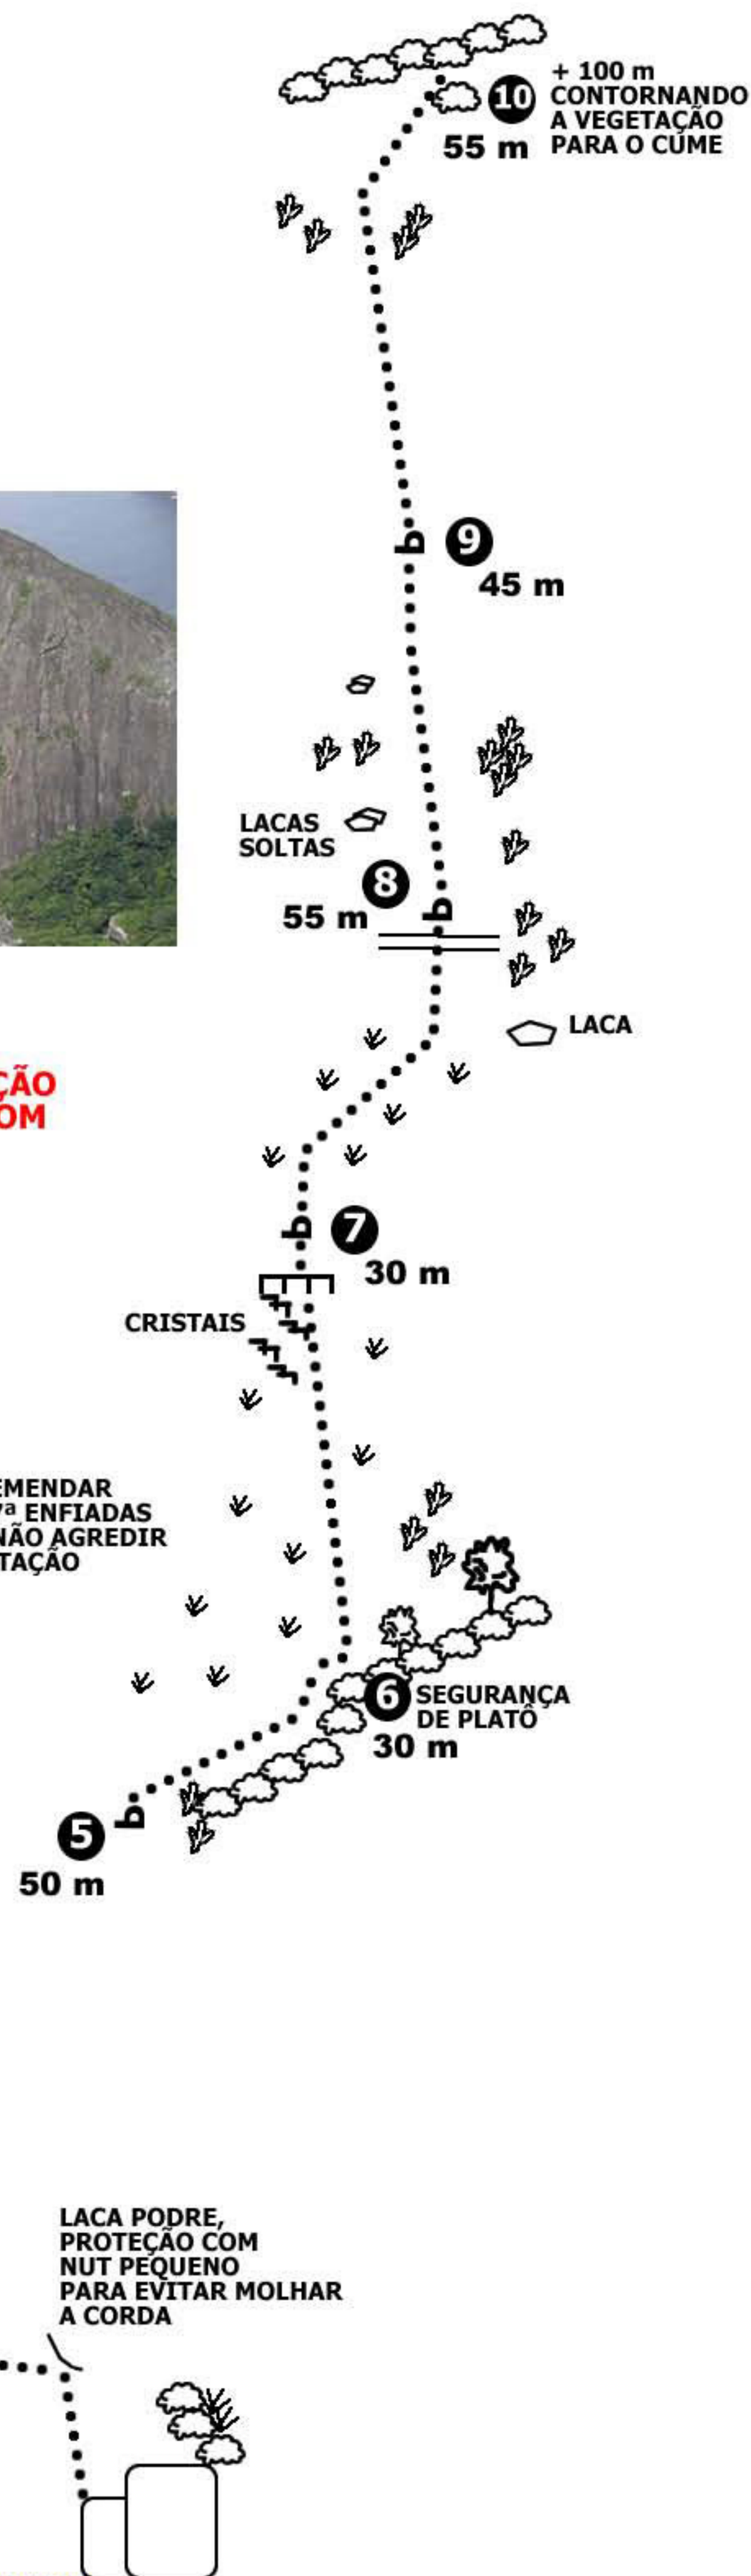 10
+ 100 m
CONTORNANDO
A VEGETAÇÃO
PARA O CUME
55 m
9
45 m
LACAS
SOLTAS
8
55 m
LACA
ÇÃO
OM
7
30 m
CRISTAIS
EMENDAR
7ª ENFIADAS
NÃO AGREDIR
TAÇÃO
6
SEGURANÇA
DE PLATÔ
30 m
5
50 m
LACA PODRE,
PROTEÇÃO COM
NUT PEQUENO
PARA EVITAR MOLHAR
A CORDA